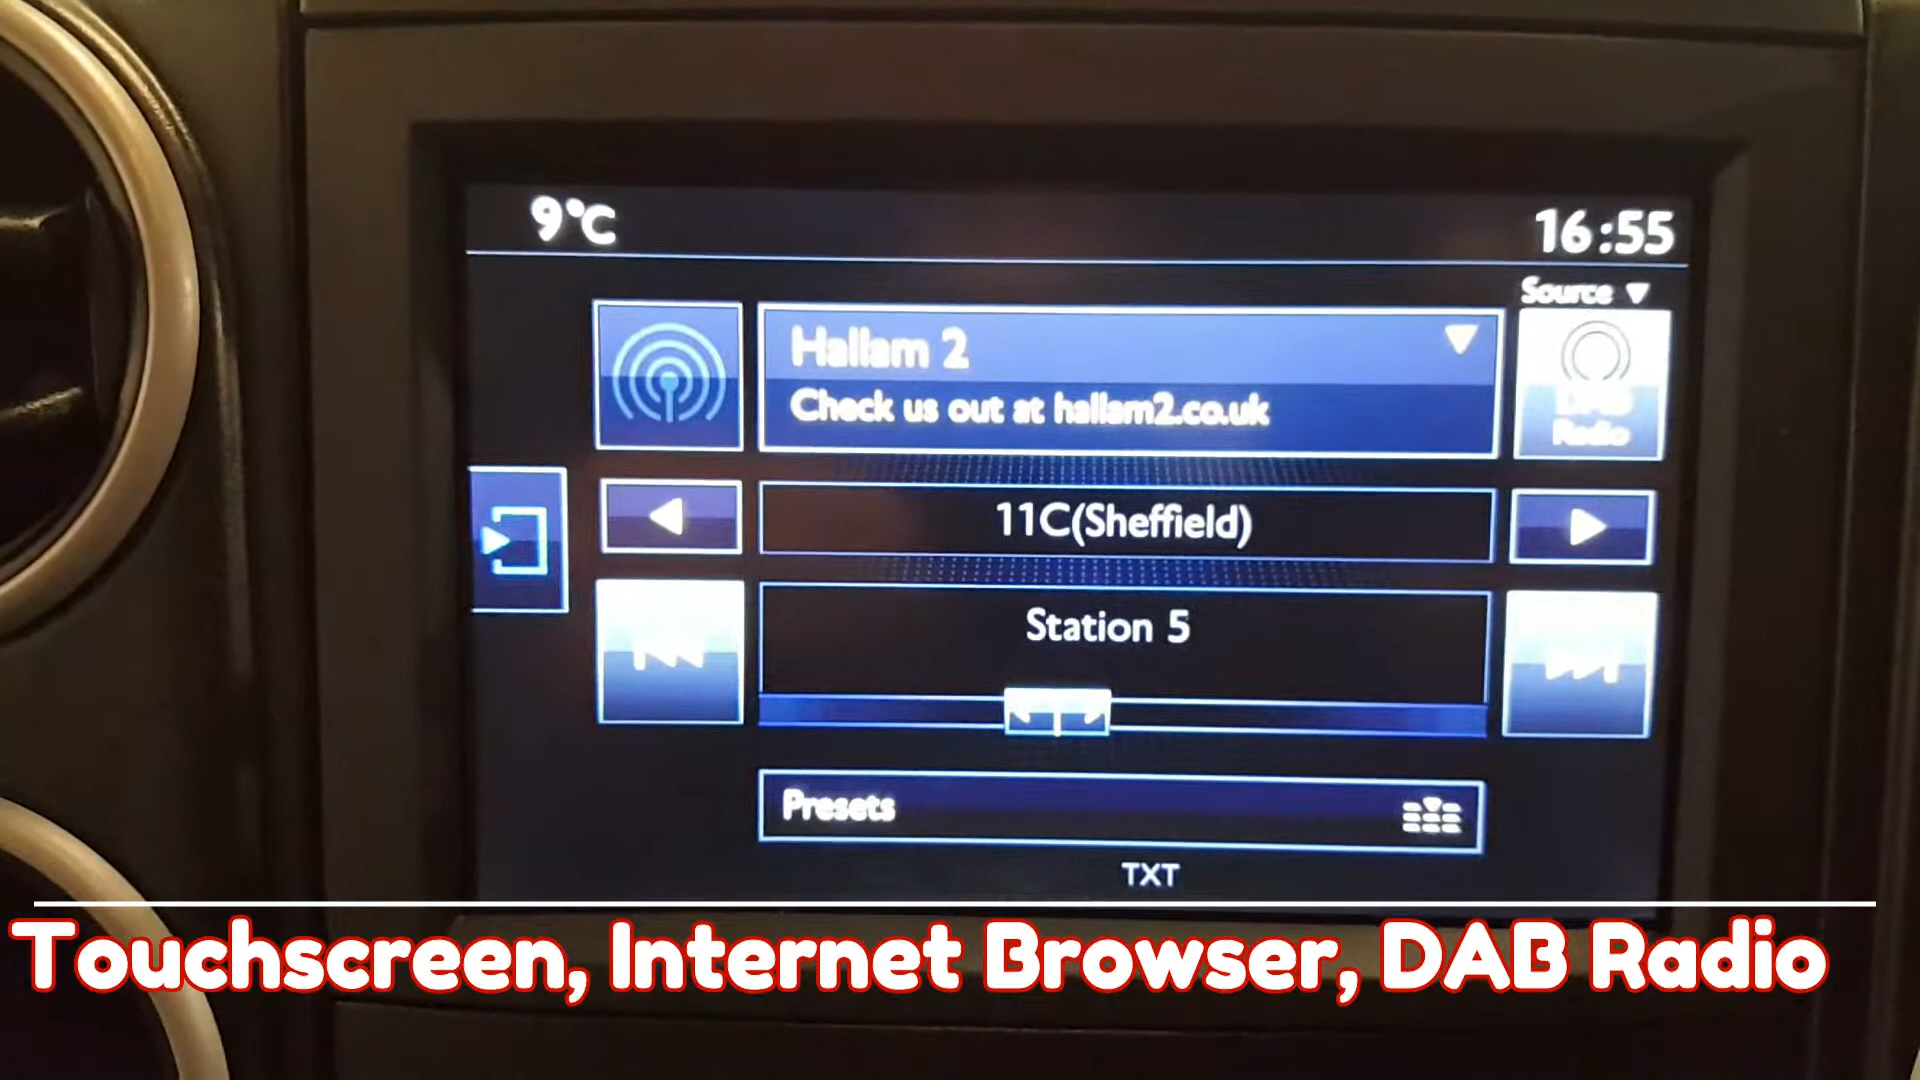 9°C
16:55
Source
Hallam 2
Check us out at hallam2.co.uk
DAB
Radio
11C(Sheffield)
Station 5
Presets
TXT
Touchscreen, Internet Browser, DAB Radio